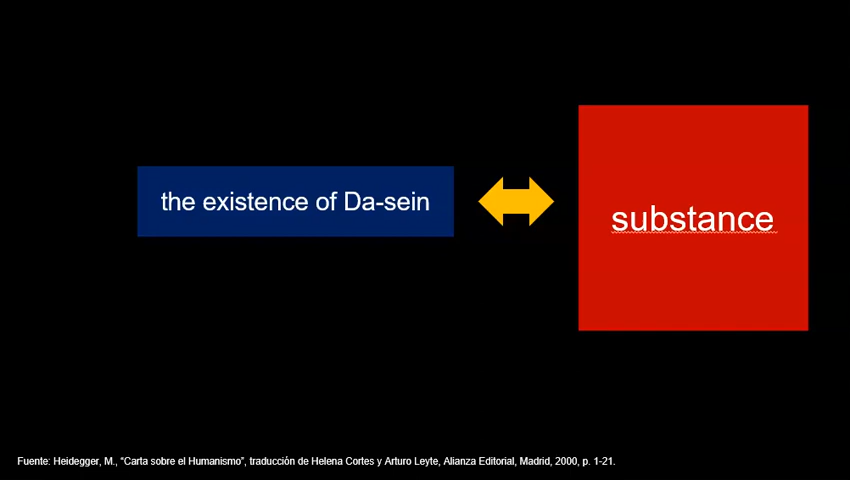 the existence of Da-sein
substance
Fuente: Heidegger, M., "Carta sobre el Humanismo", traducción de Helena Cortes y Arturo Leyte, Alianza Editorial, Madrid, 2000, p. 1-21.